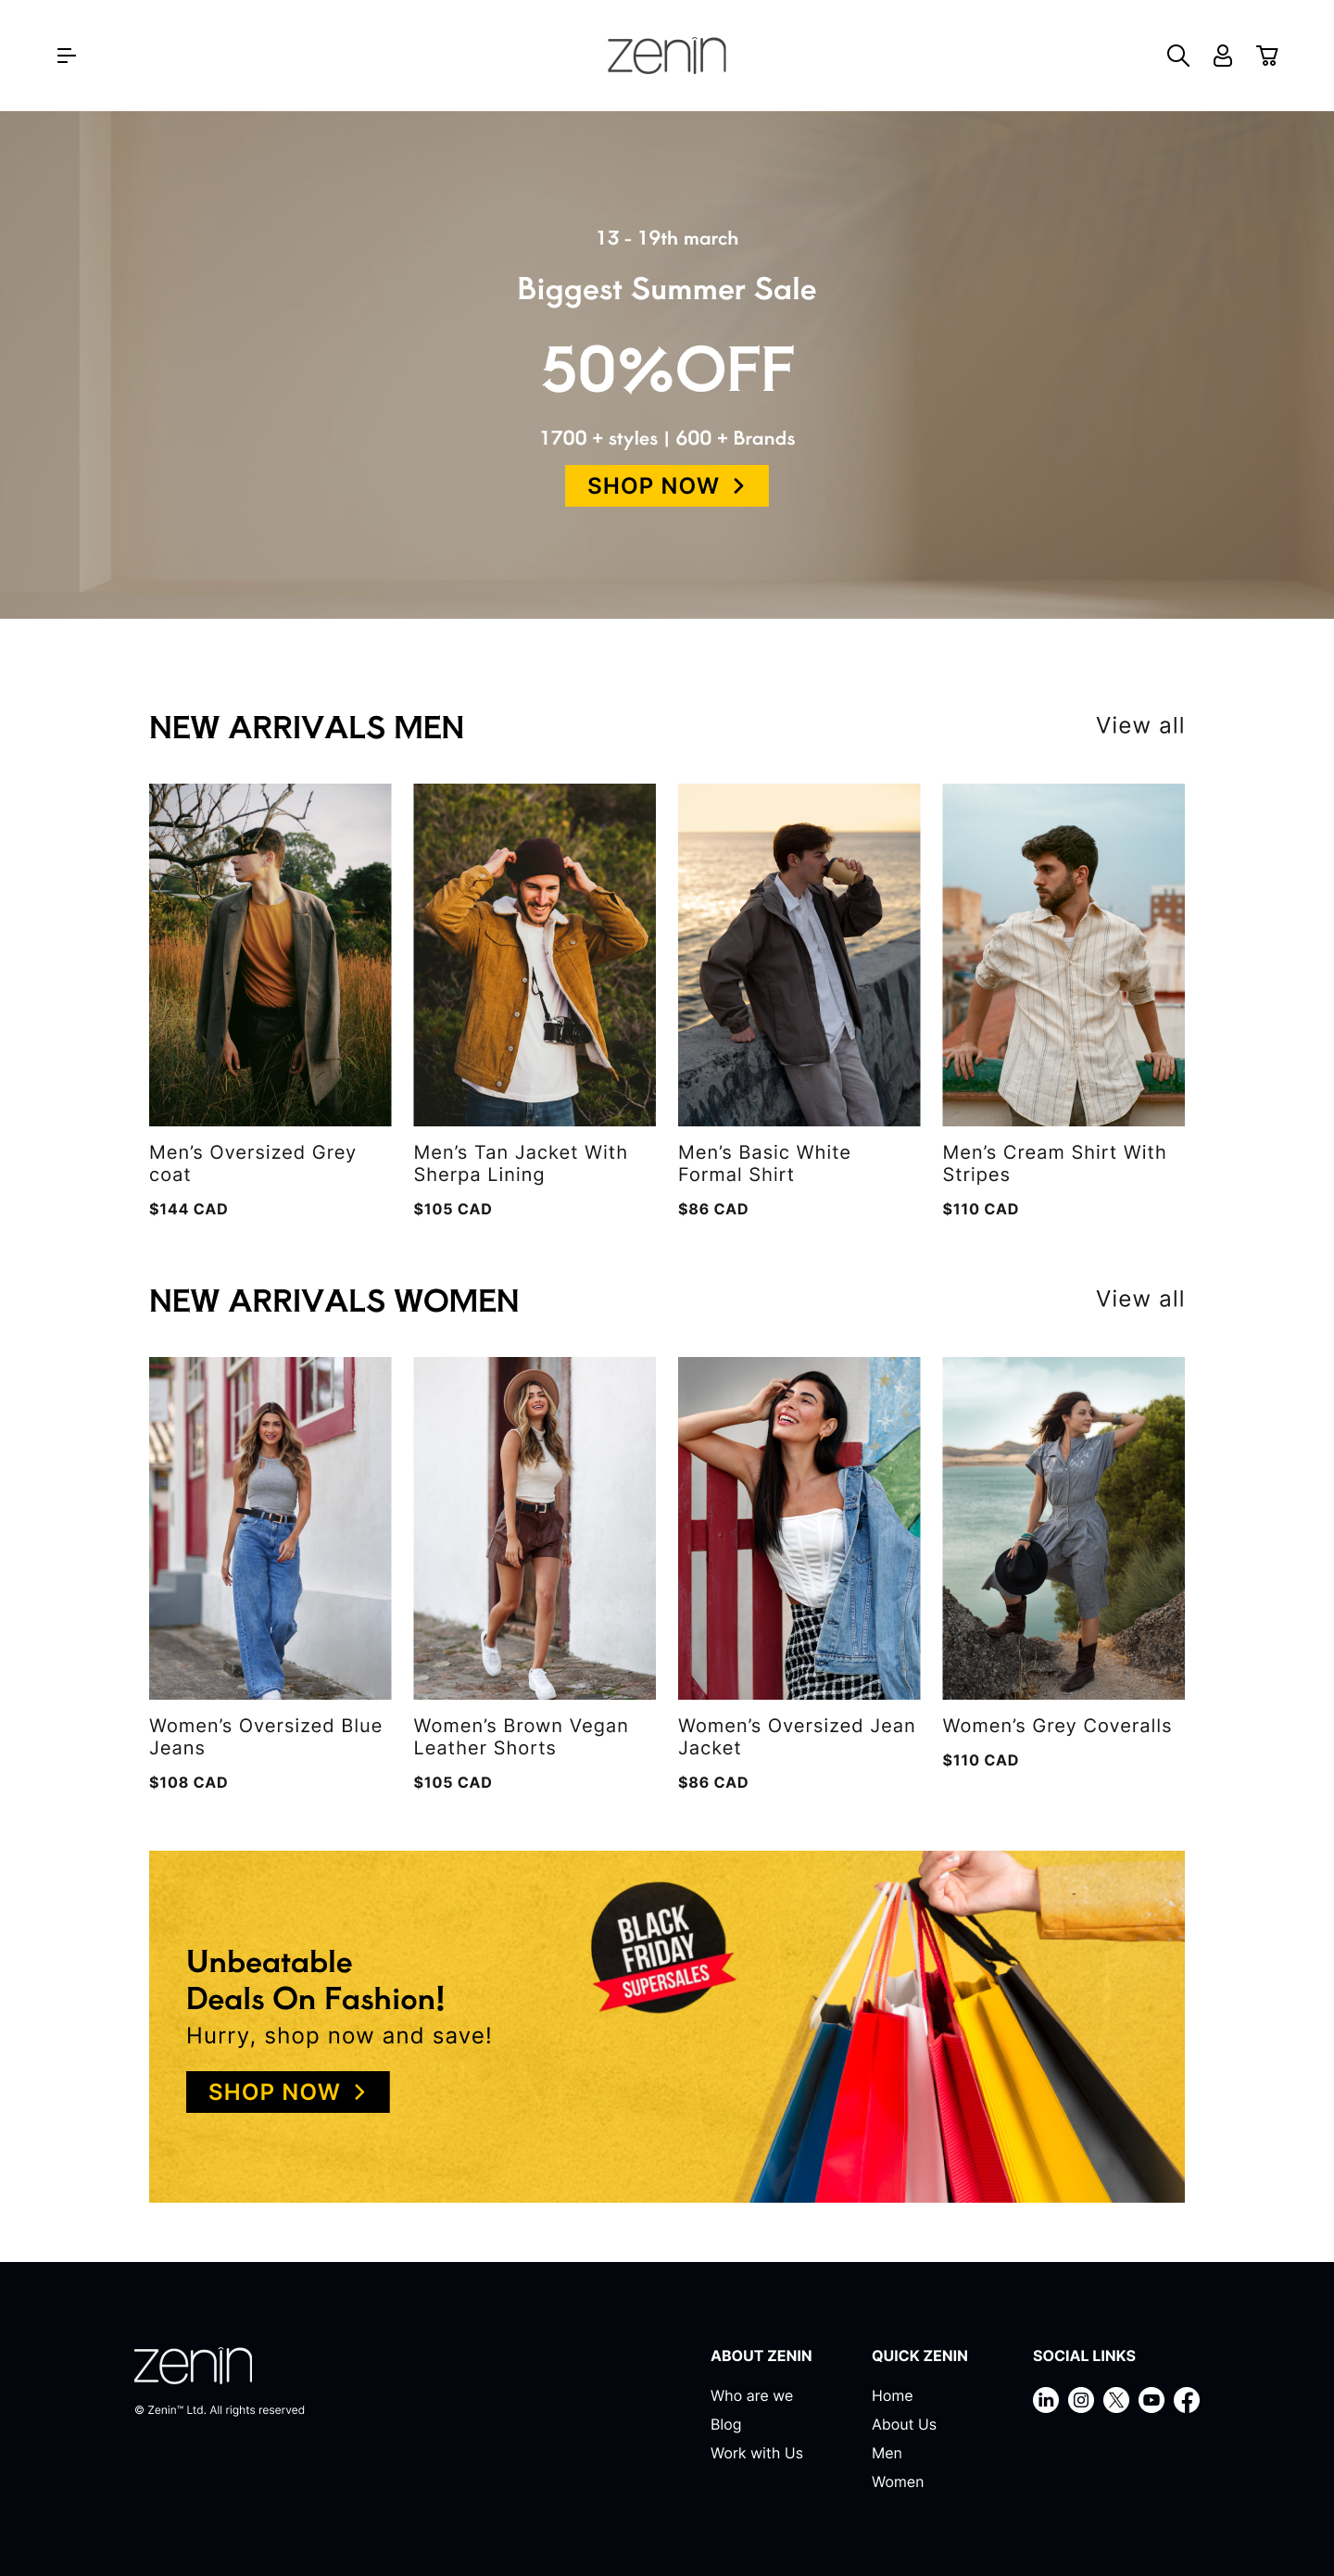 zenin
13 - 19th march
Biggest Summer Sale
50%OFF
1700 + styles | 600 + Brands
SHOP NOW
NEW ARRIVALS MEN
View all
Men’s Oversized Grey
coat
$144 CAD
Men’s Tan Jacket With
Sherpa Lining
$105 CAD
Men’s Basic White
Formal Shirt
$86 CAD
Men’s Cream Shirt With
Stripes
$110 CAD
NEW ARRIVALS WOMEN
View all
Women’s Oversized Blue
Jeans
$108 CAD
Women’s Brown Vegan
Leather Shorts
$105 CAD
Women’s Oversized Jean
Jacket
$86 CAD
Women’s Grey Coveralls
$110 CAD
Unbeatable
Deals On Fashion!
Hurry, shop now and save!
SHOP NOW
BLACK
FRIDAY
SUPERSALES
zenin
© Zenin™ Ltd. All rights reserved
ABOUT ZENIN
Who are we
Blog
Work with Us
QUICK ZENIN
Home
About Us
Men
Women
SOCIAL LINKS